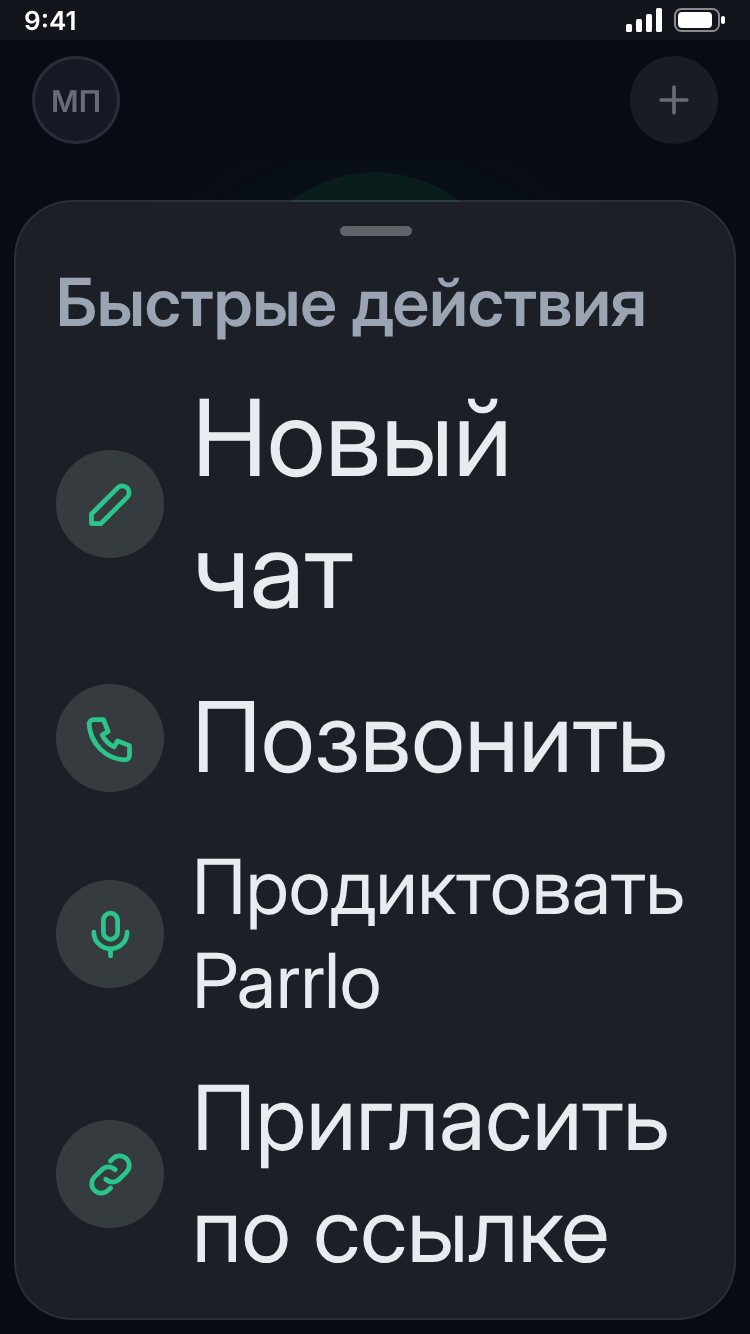 9:41
МП
Быстрые действия
Новый
чат
Позвонить
Продиктовать
Parrlo
Пригласить
по ссылке